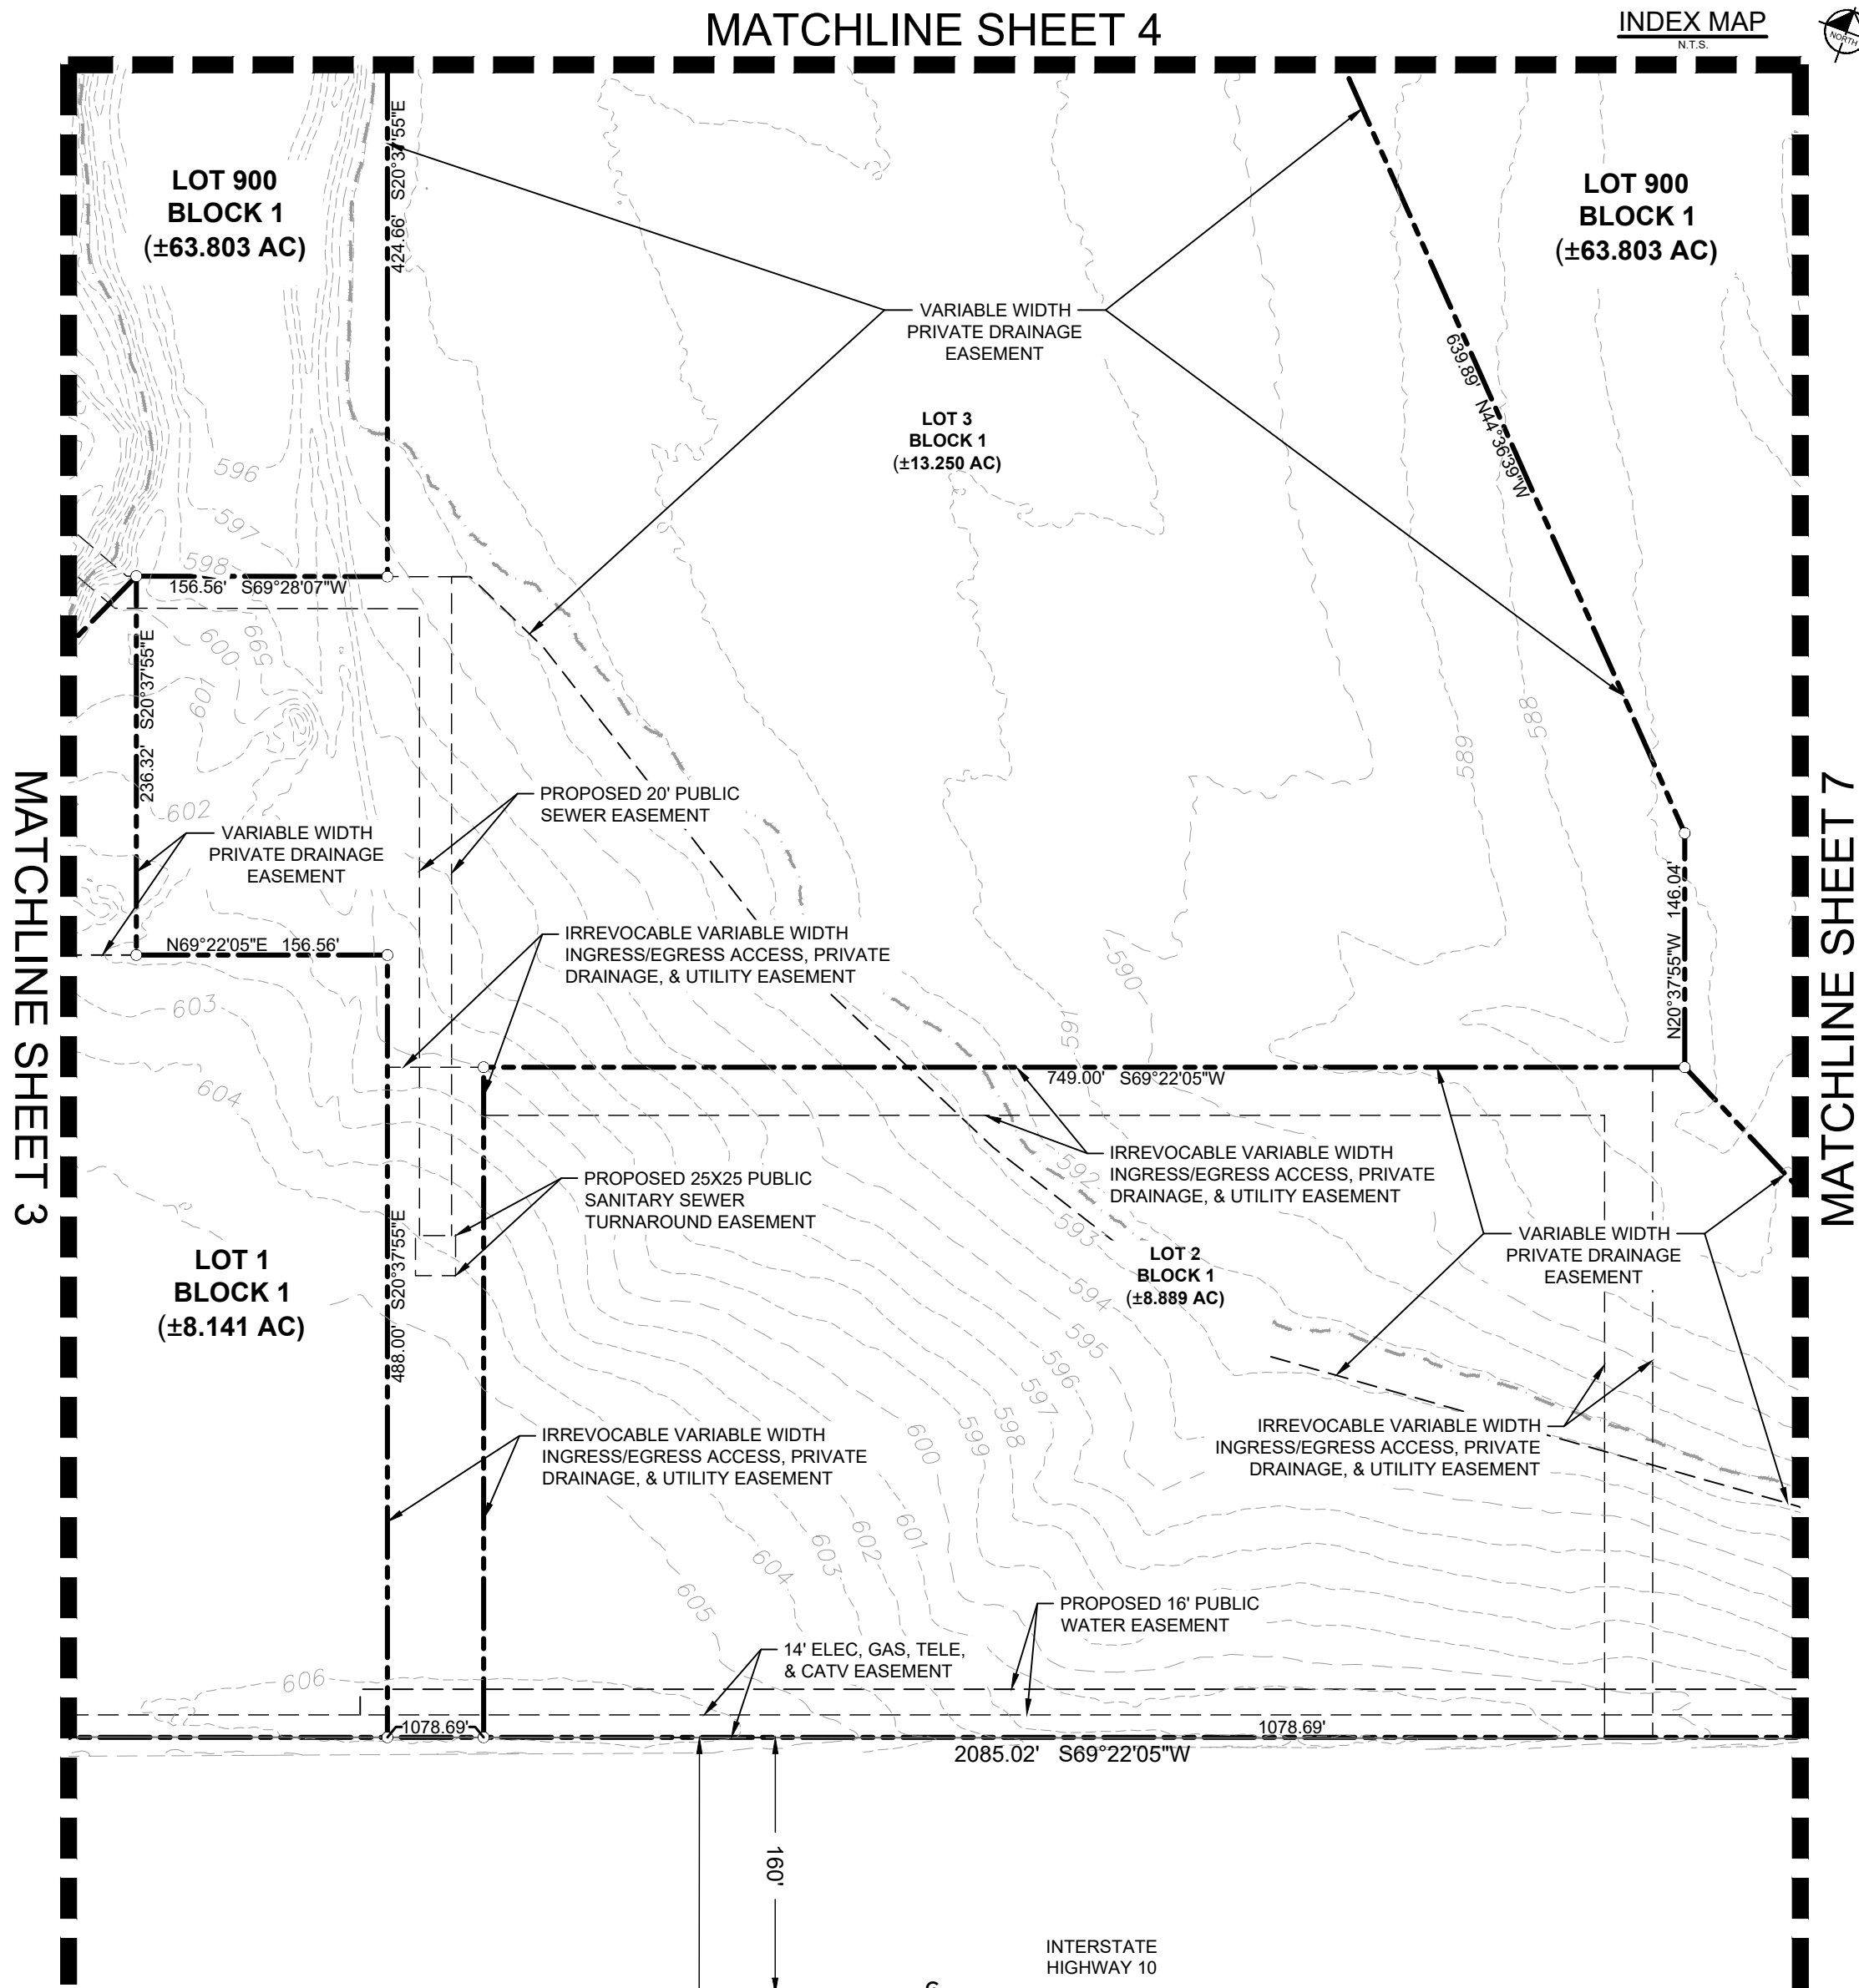 MATCHLINE SHEET 4
INDEX MAP
N.T.S.
NORTH
LOT 900
BLOCK 1
(±63.803 AC)
424.66' S20°37'55"E
LOT 900
BLOCK 1
(±63.803 AC)
VARIABLE WIDTH
PRIVATE DRAINAGE
EASEMENT
639.89' N44°36'39"W
LOT 3
BLOCK 1
(±13.250 AC)
596
597
598
156.56' S69°28'07"W
599
600
601
236.32' S20°37'55"E
602
588
589
MATCHLINE SHEET 3
MATCHLINE SHEET 7
PROPOSED 20' PUBLIC
SEWER EASEMENT
VARIABLE WIDTH
PRIVATE DRAINAGE
EASEMENT
N69°22'05"E 156.56'
IRREVOCABLE VARIABLE WIDTH
INGRESS/EGRESS ACCESS, PRIVATE
DRAINAGE, & UTILITY EASEMENT
590
591
N20°37'55"W 146.04'
603
604
749.00' S69°22'05"W
IRREVOCABLE VARIABLE WIDTH
INGRESS/EGRESS ACCESS, PRIVATE
DRAINAGE, & UTILITY EASEMENT
PROPOSED 25X25 PUBLIC
SANITARY SEWER
TURNAROUND EASEMENT
592
593
LOT 2
BLOCK 1
(±8.889 AC)
VARIABLE WIDTH
PRIVATE DRAINAGE
EASEMENT
LOT 1
BLOCK 1
(±8.141 AC)
488.00' S20°37'55"E
594
595
596
597
598
599
600
601
602
603
604
605
IRREVOCABLE VARIABLE WIDTH
INGRESS/EGRESS ACCESS, PRIVATE
DRAINAGE, & UTILITY EASEMENT
IRREVOCABLE VARIABLE WIDTH
INGRESS/EGRESS ACCESS, PRIVATE
DRAINAGE, & UTILITY EASEMENT
PROPOSED 16' PUBLIC
WATER EASEMENT
14' ELEC, GAS, TELE,
& CATV EASEMENT
606
1078.69'
1078.69'
2085.02' S69°22'05"W
160'
INTERSTATE
HIGHWAY 10